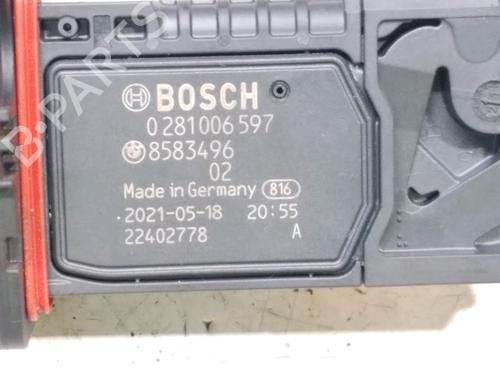 B-PARTS
BOSCH
0 281 006 597
8583496
02
Made in Germany 816
2021-05-18 20:55
22402778 A